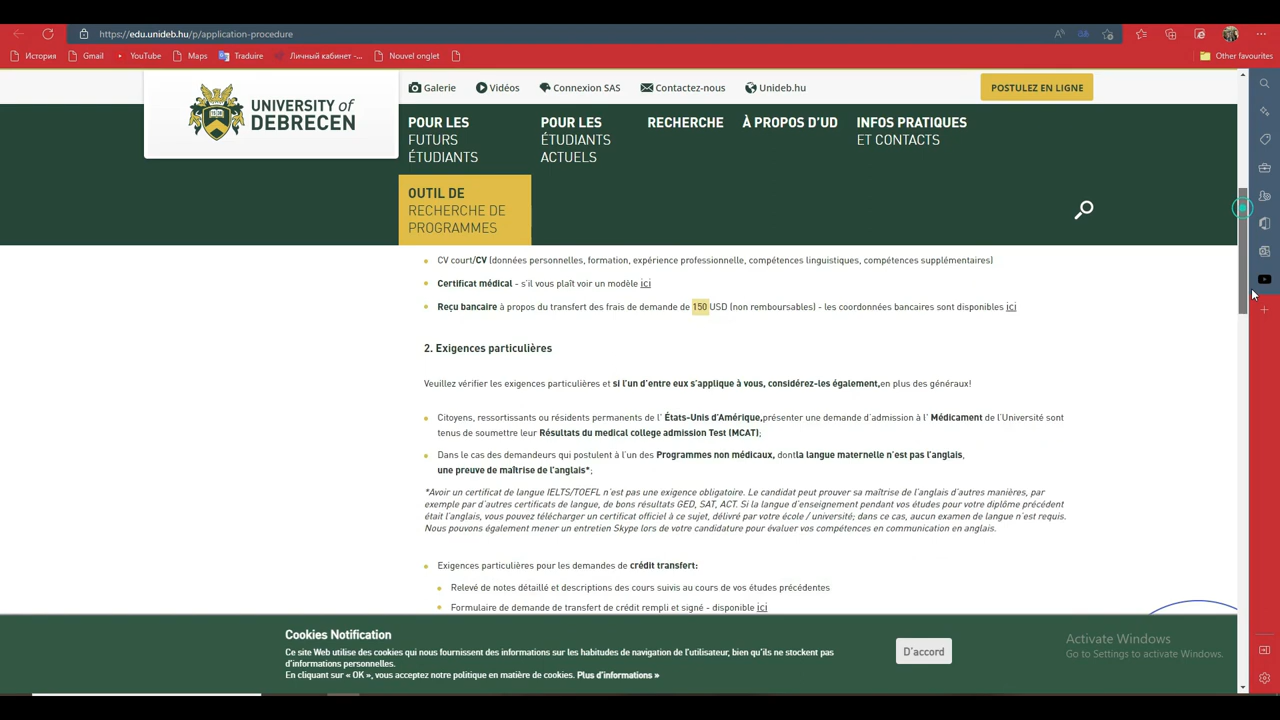 https://edu.unideb.hu/p/application-procedure
История Gmail YouTube Maps Traduire Личный кабинет -... Nouvel onglet Other favourites
UNIVERSITY of
DEBRECEN
Galerie Vidéos Connexion SAS Contactez-nous Unideb.hu POSTULEZ EN LIGNE
POUR LES
FUTURS
ÉTUDIANTS
POUR LES
ÉTUDIANTS
ACTUELS
RECHERCHE
À PROPOS D'UD
INFOS PRATIQUES
ET CONTACTS
OUTIL DE
RECHERCHE DE
PROGRAMMES
CV court/CV (données personnelles, formation, expérience professionnelle, compétences linguistiques, compétences supplémentaires)
Certificat médical - s'il vous plaît voir un modèle ici
Reçu bancaire à propos du transfert des frais de demande de 150 USD (non remboursables) - les coordonnées bancaires sont disponibles ici
2. Exigences particulières
Veuillez vérifier les exigences particulières et si l'un d'entre eux s'applique à vous, considérez-les également,en plus des généraux!
Citoyens, ressortissants ou résidents permanents de l' États-Unis d'Amérique,présenter une demande d'admission à l' Médicament de l'Université sont
tenus de soumettre leur Résultats du medical college admission Test (MCAT);
Dans le cas des demandeurs qui postulent à l'un des Programmes non médicaux, dontla langue maternelle n'est pas l'anglais,
une preuve de maîtrise de l'anglais*;
*Avoir un certificat de langue IELTS/TOEFL n'est pas une exigence obligatoire. Le candidat peut prouver sa maîtrise de l'anglais d'autres manières, par
exemple par d'autres certificats de langue, de bons résultats GED, SAT, ACT. Si la langue d'enseignement pendant vos études pour votre diplôme précédent
était l'anglais, vous pouvez télécharger un certificat officiel à ce sujet, délivré par votre école / université; dans ce cas, aucun examen de langue n'est requis.
Nous pouvons également mener un entretien Skype lors de votre candidature pour évaluer vos compétences en communication en anglais.
Exigences particulières pour les demandes de crédit transfert:
Relevé de notes détaillé et descriptions des cours suivis au cours de vos études précédentes
Formulaire de demande de transfert de crédit rempli et signé - disponible ici
Cookies Notification
Ce site Web utilise des cookies qui nous fournissent des informations sur les habitudes de navigation de l'utilisateur, bien qu'ils ne stockent pas
d'informations personnelles.
En cliquant sur « OK », vous acceptez notre politique en matière de cookies. Plus d'informations »
D'accord
Activate Windows
Go to Settings to activate Windows.